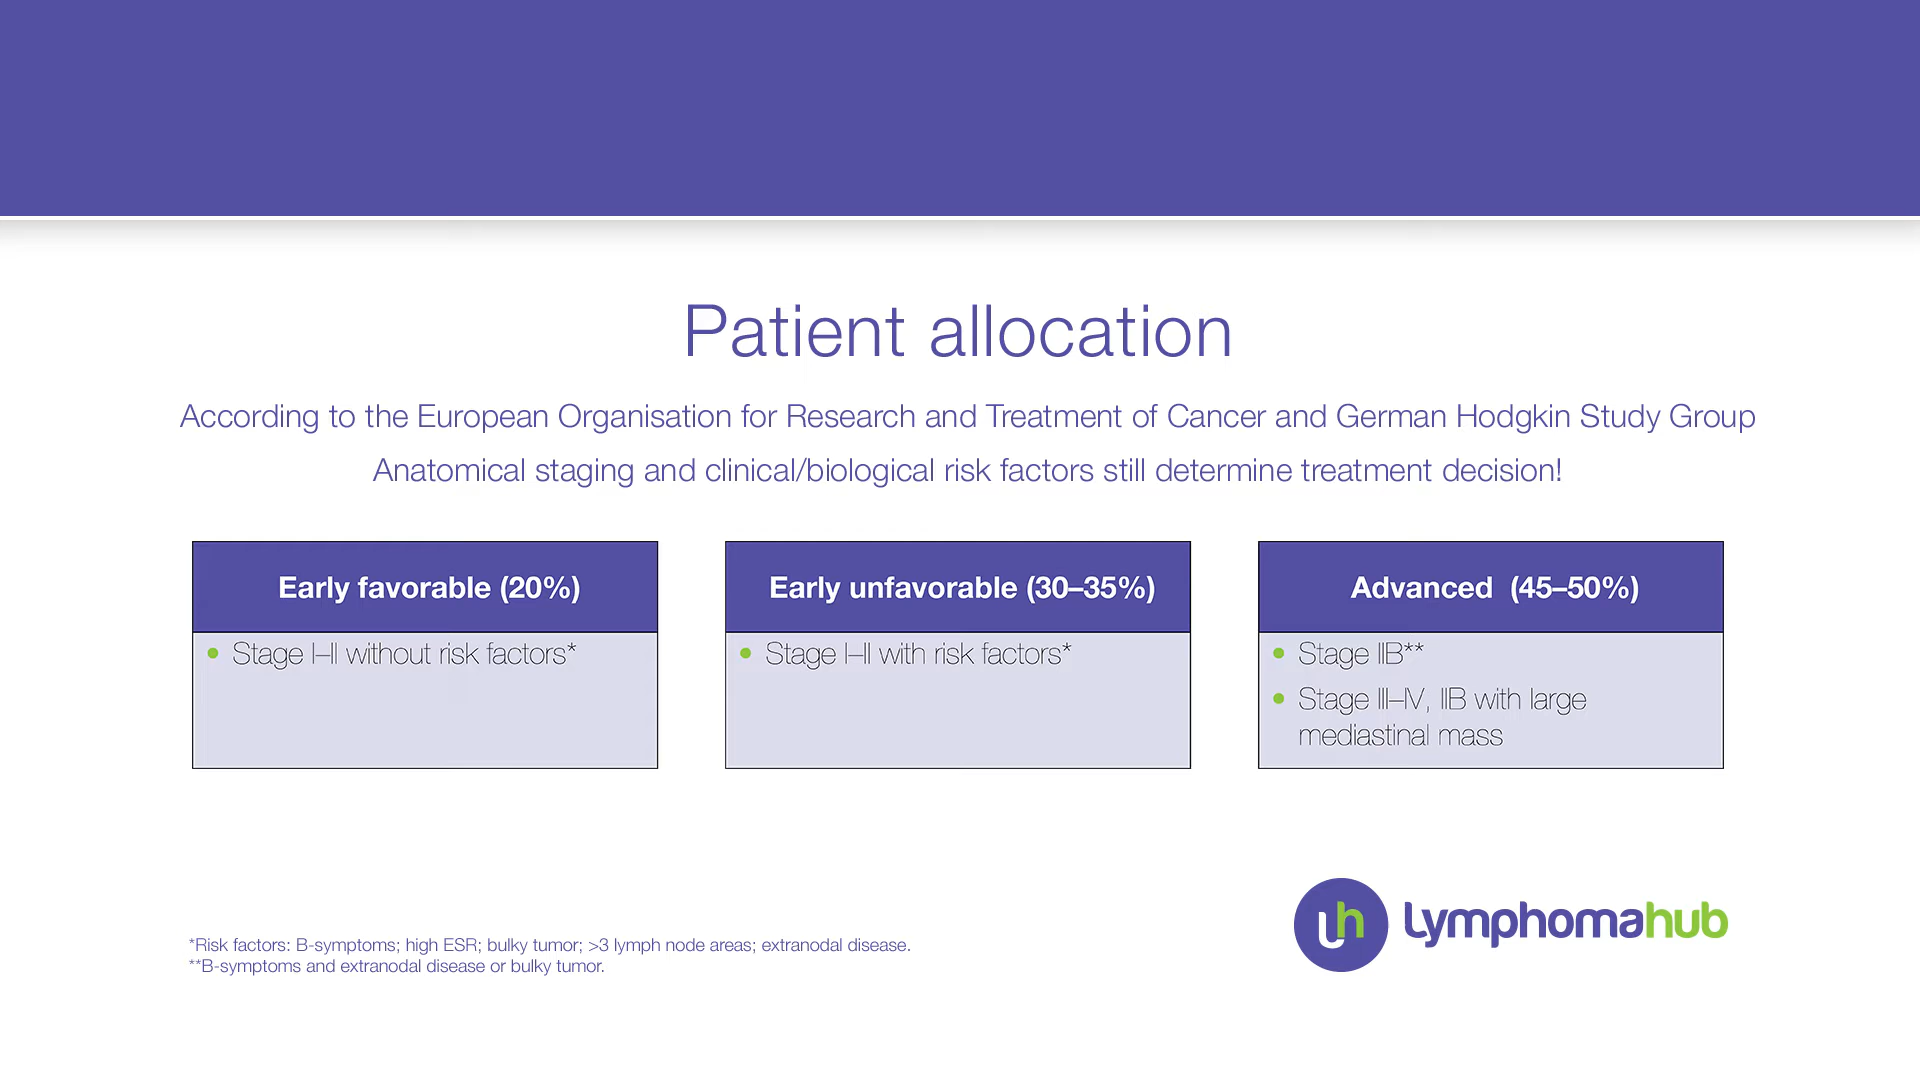 Patient allocation
According to the European Organisation for Research and Treatment of Cancer and German Hodgkin Study Group
Anatomical staging and clinical/biological risk factors still determine treatment decision!
Early favorable (20%)
• Stage I–II without risk factors*
Early unfavorable (30–35%)
• Stage I–II with risk factors*
Advanced (45–50%)
• Stage IIB**
• Stage III–IV, IIB with large
mediastinal mass
*Risk factors: B-symptoms; high ESR; bulky tumor; >3 lymph node areas; extranodal disease.
**B-symptoms and extranodal disease or bulky tumor.
lh lymphomahub